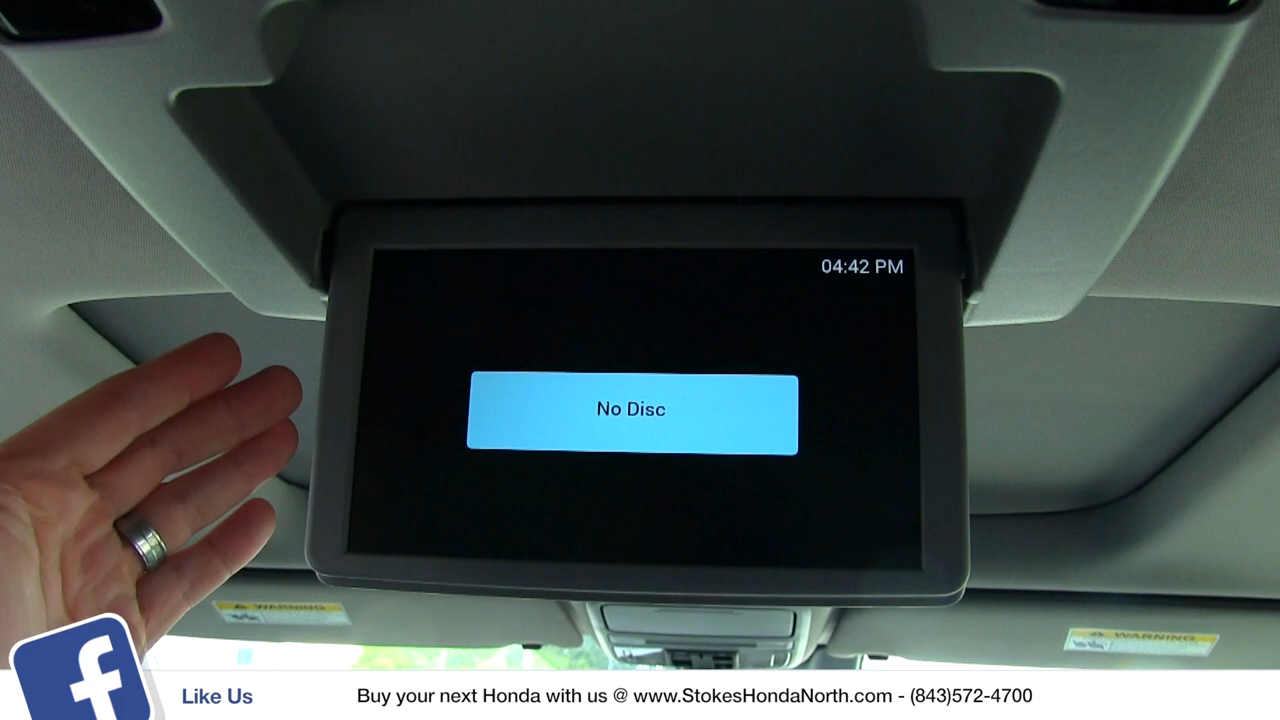 04:42 PM
No Disc
WARNING
WARNING
f
Like Us
Buy your next Honda with us @ www.StokesHondaNorth.com - (843)572-4700